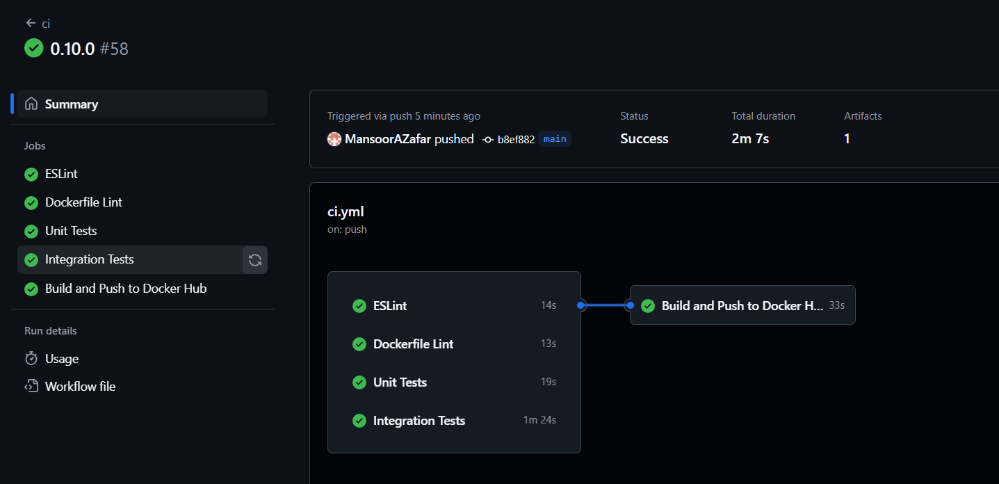 ci
0.10.0 #58
Summary
Jobs
ESLint
Dockerfile Lint
Unit Tests
Integration Tests
Build and Push to Docker Hub
Run details
Usage
Workflow file
Triggered via push 5 minutes ago
MansoorAZafar pushed b8ef882 main
Status
Success
Total duration
2m 7s
Artifacts
1
ci.yml
on: push
ESLint 14s
Dockerfile Lint 13s
Unit Tests 19s
Integration Tests 1m 24s
Build and Push to Docker H... 33s